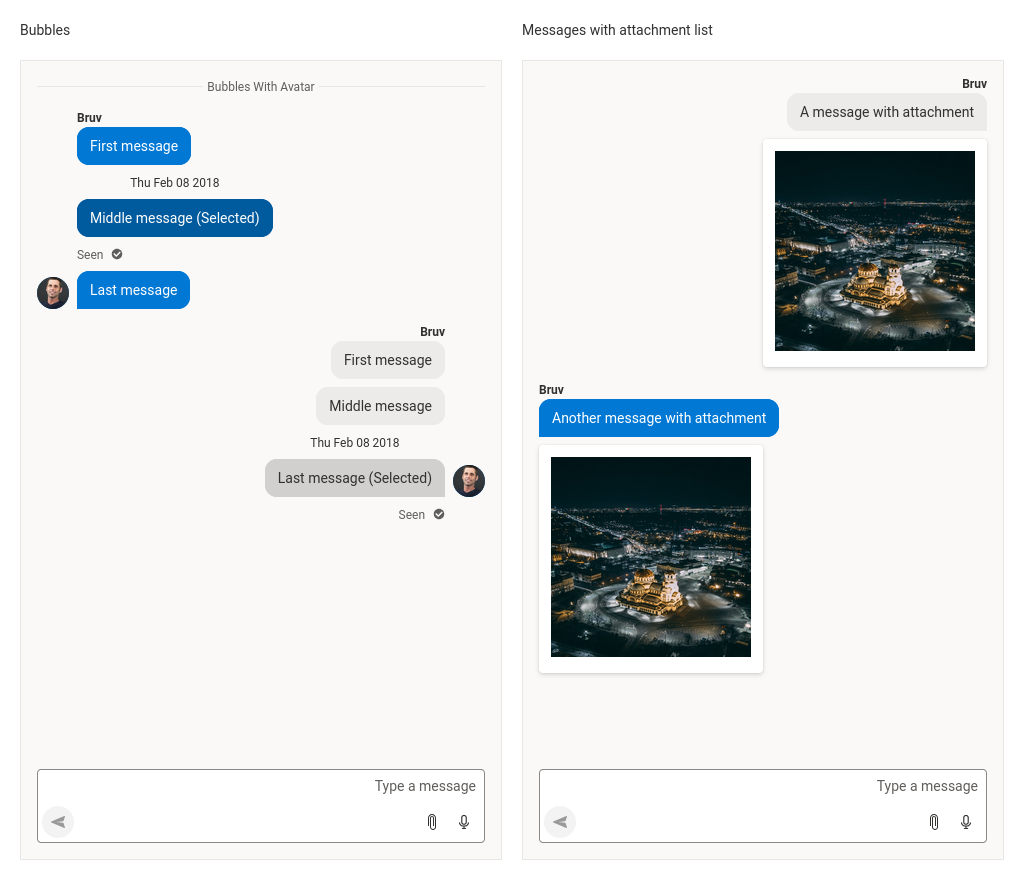 Bubbles
Bubbles With Avatar
Bruv
First message
Thu Feb 08 2018
Middle message (Selected)
Seen
Last message
Bruv
First message
Middle message
Thu Feb 08 2018
Last message (Selected)
Seen
Type a message
Messages with attachment list
Bruv
A message with attachment
Bruv
Another message with attachment
Type a message